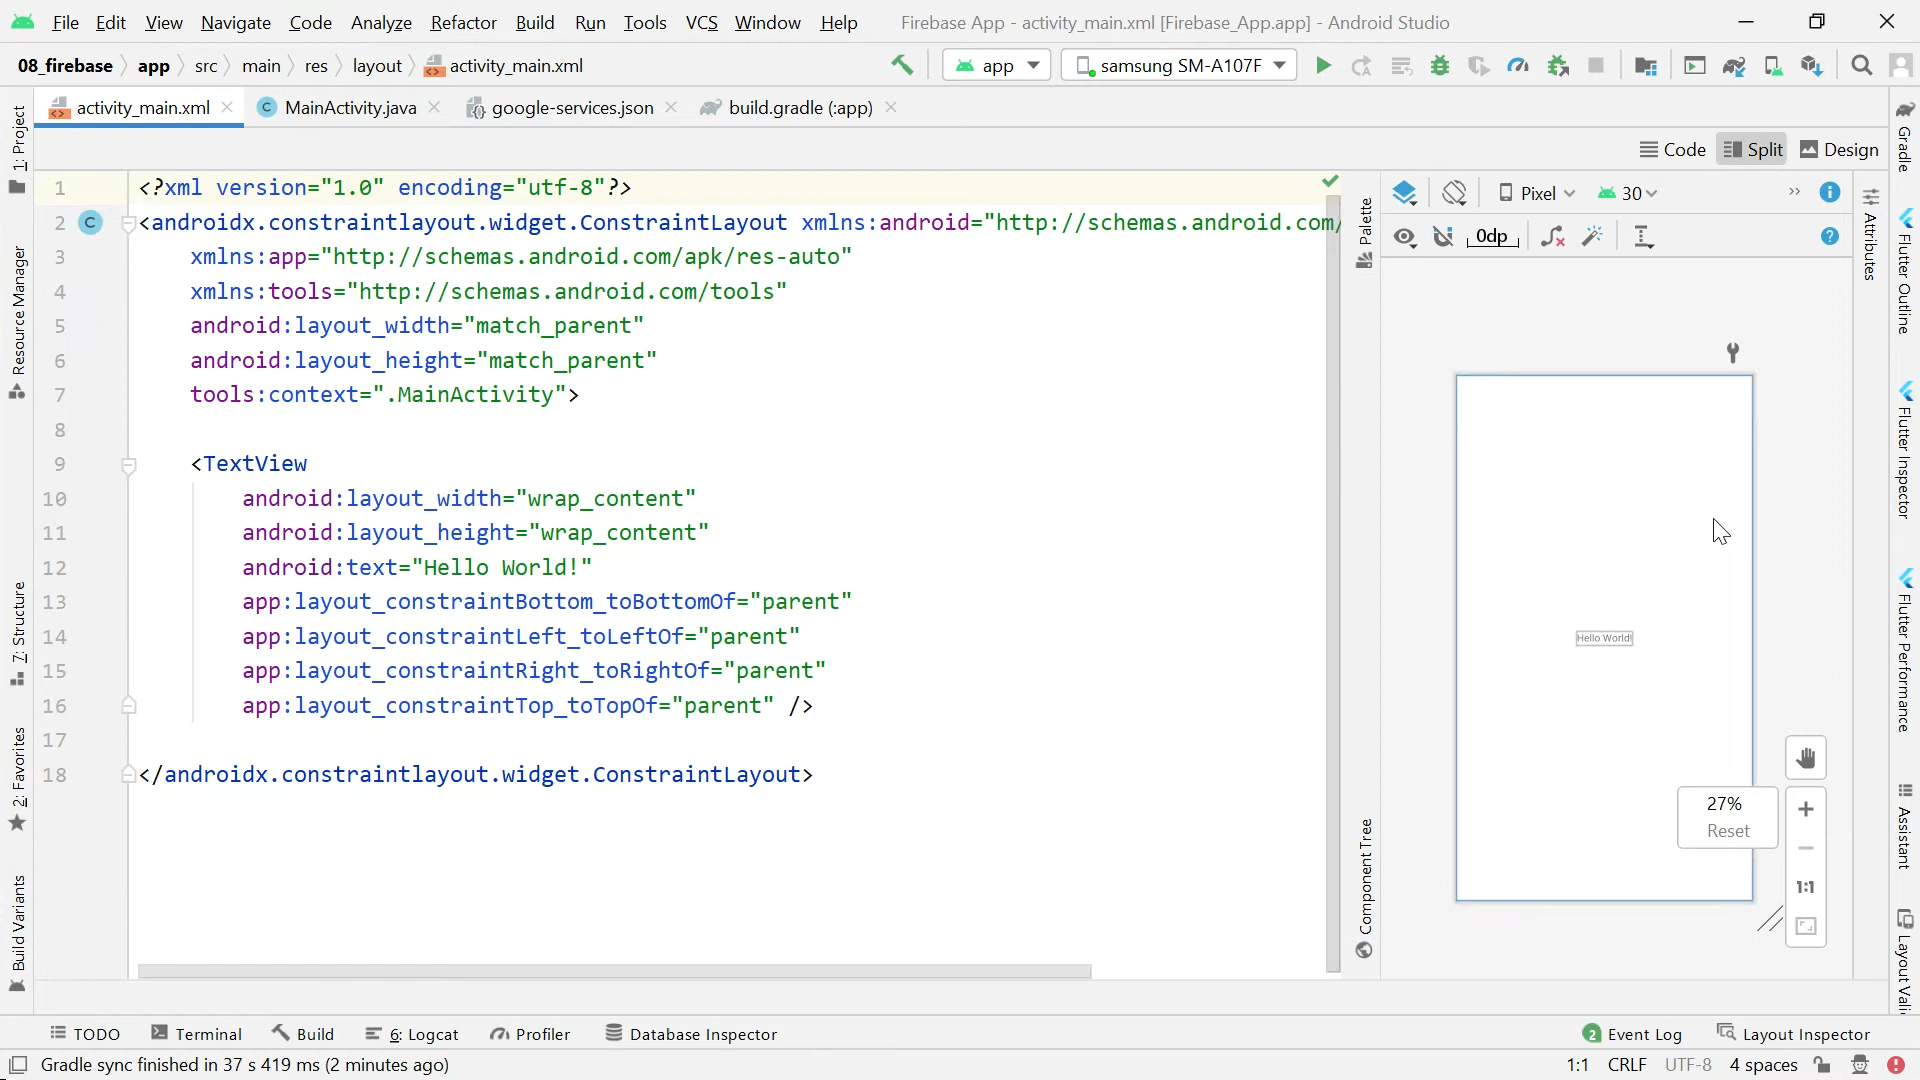 File Edit View Navigate Code Analyze Refactor Build Run Tools VCS Window Help Firebase App - activity_main.xml [Firebase_App.app] - Android Studio
08_firebase app src main res layout activity_main.xml app samsung SM-A107F
activity_main.xml MainActivity.java google-services.json build.gradle (:app)
Code Split Design
Pixel 30
0dp
1 <?xml version="1.0" encoding="utf-8"?>
2 <androidx.constraintlayout.widget.ConstraintLayout xmlns:android="http://schemas.android.com/
3 xmlns:app="http://schemas.android.com/apk/res-auto"
4 xmlns:tools="http://schemas.android.com/tools"
5 android:layout_width="match_parent"
6 android:layout_height="match_parent"
7 tools:context=".MainActivity">
8
9 <TextView
10 android:layout_width="wrap_content"
11 android:layout_height="wrap_content"
12 android:text="Hello World!"
13 app:layout_constraintBottom_toBottomOf="parent"
14 app:layout_constraintLeft_toLeftOf="parent"
15 app:layout_constraintRight_toRightOf="parent"
16 app:layout_constraintTop_toTopOf="parent" />
17
18 </androidx.constraintlayout.widget.ConstraintLayout>
1: Project
Resource Manager
7: Structure
2: Favorites
Build Variants
Palette
Component Tree
Hello World!
27%
Reset
1:1
Attributes
Gradle
Flutter Outline
Flutter Inspector
Flutter Performance
Assistant
Layout Vali
TODO Terminal Build 6: Logcat Profiler Database Inspector 2 Event Log Layout Inspector
Gradle sync finished in 37 s 419 ms (2 minutes ago) 1:1 CRLF UTF-8 4 spaces